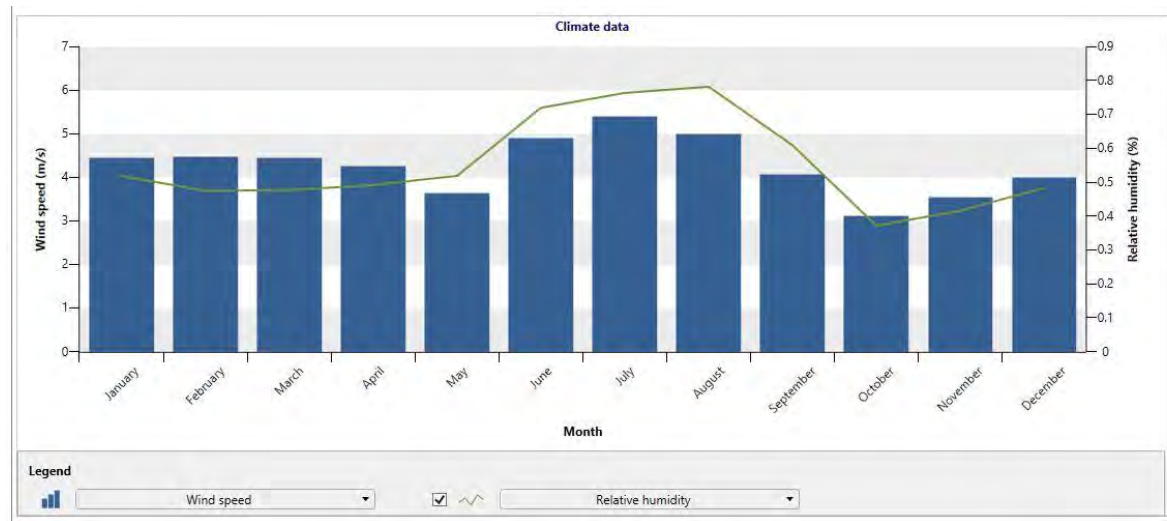 Climate data
7
6
5
4
3
2
1
0
Wind speed (m/s)
0.9
0.8
0.7
0.6
0.5
0.4
0.3
0.2
0.1
0
Relative humidity (%)
January
February
March
April
May
June
July
August
September
October
November
December
Month
Legend
Wind speed
Relative humidity